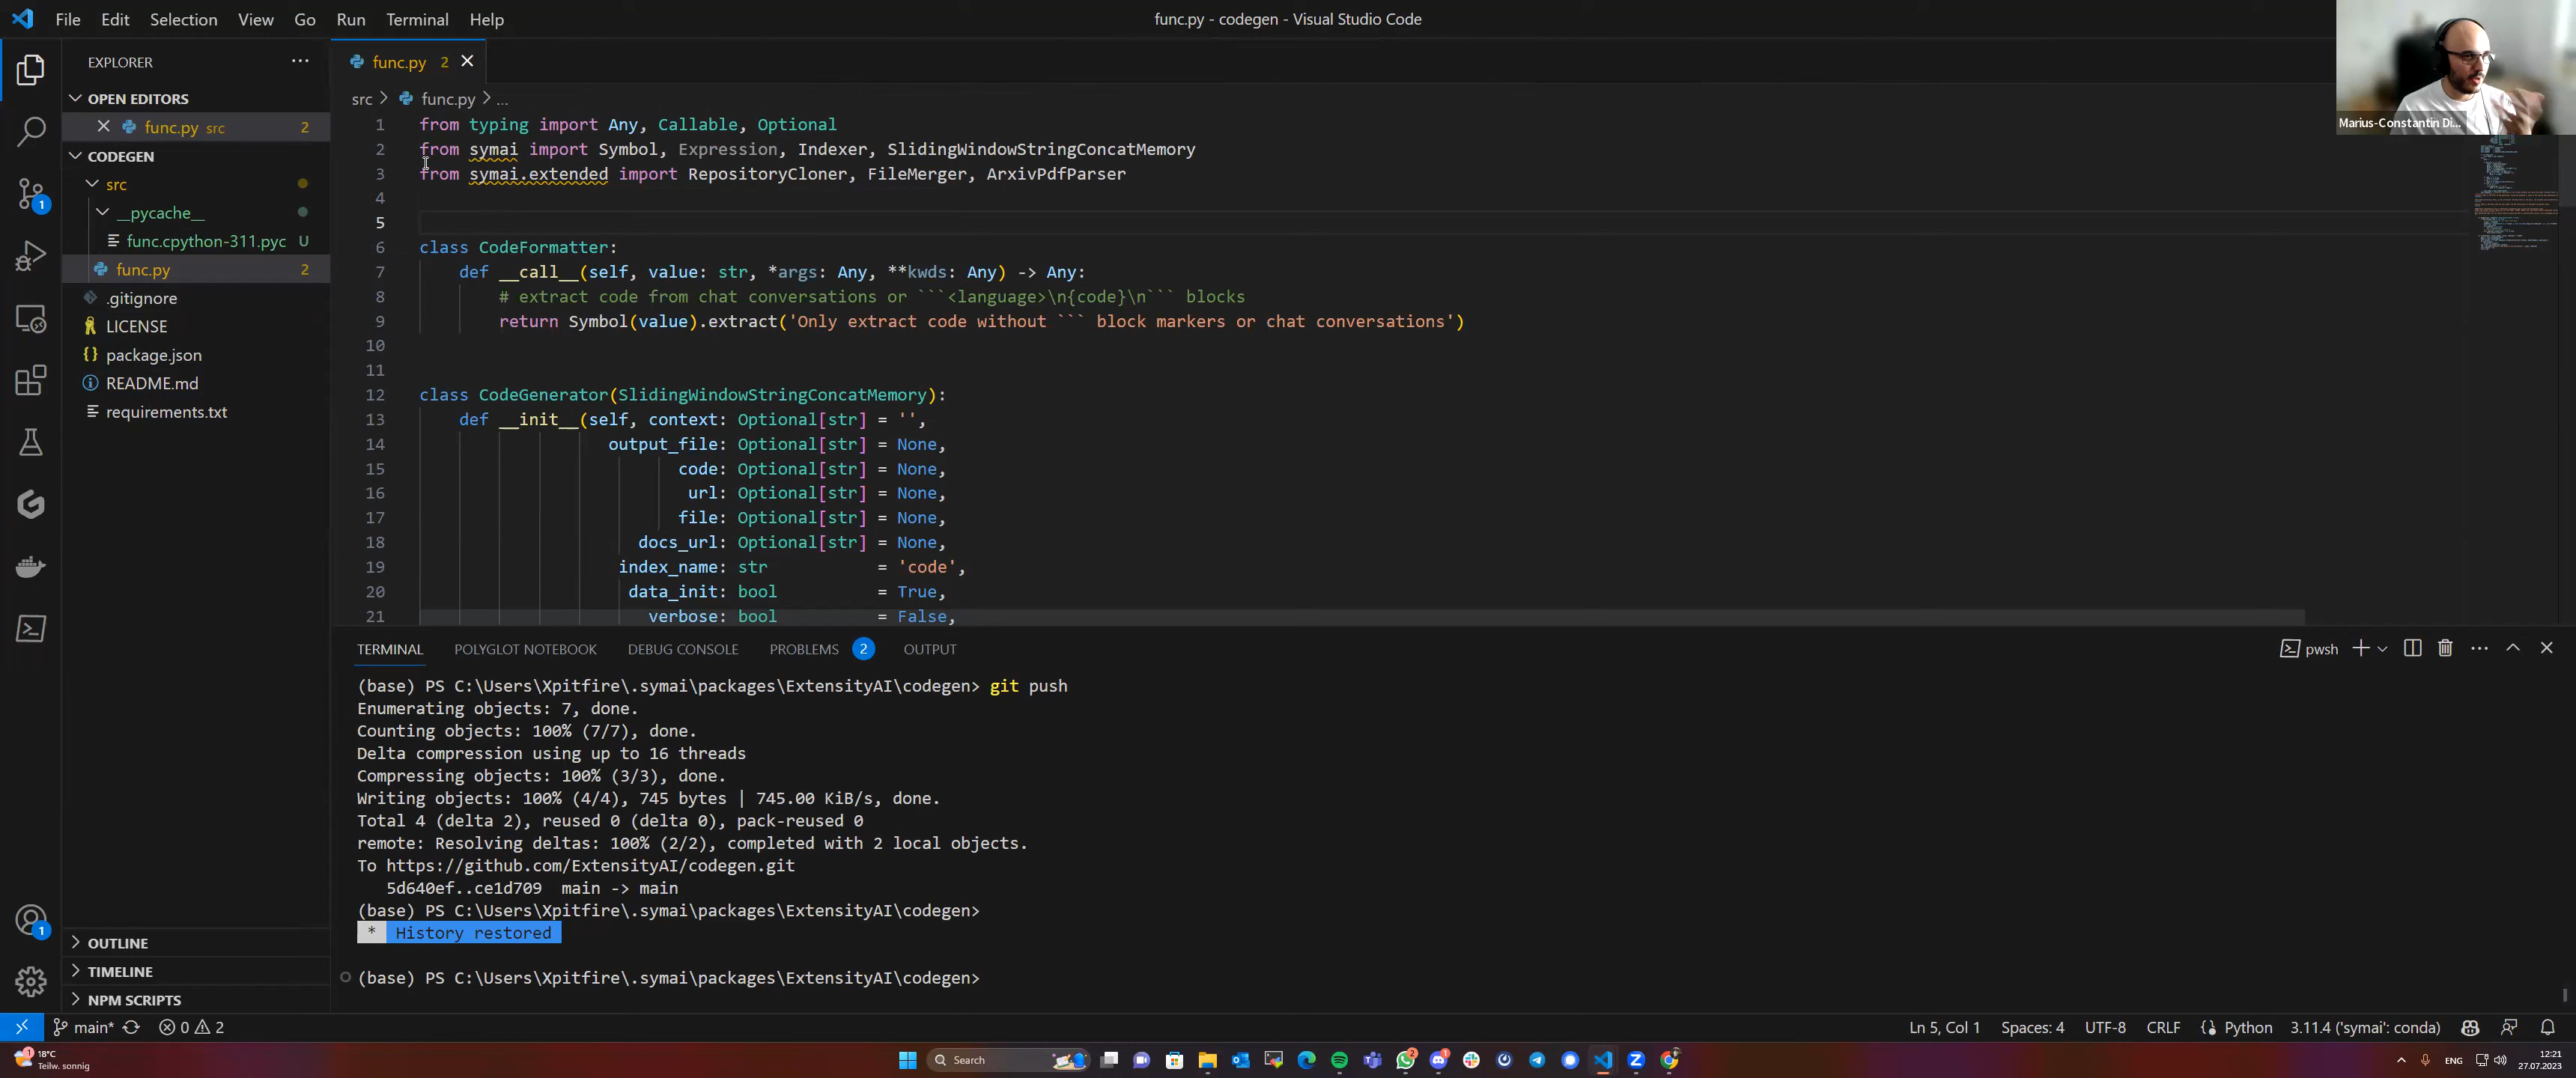 File Edit Selection View Go Run Terminal Help
func.py - codegen - Visual Studio Code
Marius-Constantin Di...
EXPLORER
OPEN EDITORS
func.py src 2
CODEGEN
src
__pycache__
func.cpython-311.pyc U
func.py 2
.gitignore
LICENSE
package.json
README.md
requirements.txt
OUTLINE
TIMELINE
NPM SCRIPTS
1
1
func.py 2
src > func.py > ...
1 from typing import Any, Callable, Optional
2 from symai import Symbol, Expression, Indexer, SlidingWindowStringConcatMemory
3 from symai.extended import RepositoryCloner, FileMerger, ArxivPdfParser
4
5
6 class CodeFormatter:
7 def __call__(self, value: str, *args: Any, **kwds: Any) -> Any:
8 # extract code from chat conversations or ```<language>\n{code}\n``` blocks
9 return Symbol(value).extract('Only extract code without ``` block markers or chat conversations')
10
11
12 class CodeGenerator(SlidingWindowStringConcatMemory):
13 def __init__(self, context: Optional[str] = '',
14 output_file: Optional[str] = None,
15 code: Optional[str] = None,
16 url: Optional[str] = None,
17 file: Optional[str] = None,
18 docs_url: Optional[str] = None,
19 index_name: str = 'code',
20 data_init: bool = True,
21 verbose: bool = False,
TERMINAL POLYGLOT NOTEBOOK DEBUG CONSOLE PROBLEMS 2 OUTPUT
pwsh
(base) PS C:\Users\Xpitfire\.symai\packages\ExtensityAI\codegen> git push
Enumerating objects: 7, done.
Counting objects: 100% (7/7), done.
Delta compression using up to 16 threads
Compressing objects: 100% (3/3), done.
Writing objects: 100% (4/4), 745 bytes | 745.00 KiB/s, done.
Total 4 (delta 2), reused 0 (delta 0), pack-reused 0
remote: Resolving deltas: 100% (2/2), completed with 2 local objects.
To https://github.com/ExtensityAI/codegen.git
5d640ef..ce1d709 main -> main
(base) PS C:\Users\Xpitfire\.symai\packages\ExtensityAI\codegen>
* History restored
(base) PS C:\Users\Xpitfire\.symai\packages\ExtensityAI\codegen>
main* 0 2
Ln 5, Col 1 Spaces: 4 UTF-8 CRLF Python 3.11.4 ('symai': conda)
18°C
Teilw. sonnig
Search
ENG
12:21
27.07.2023